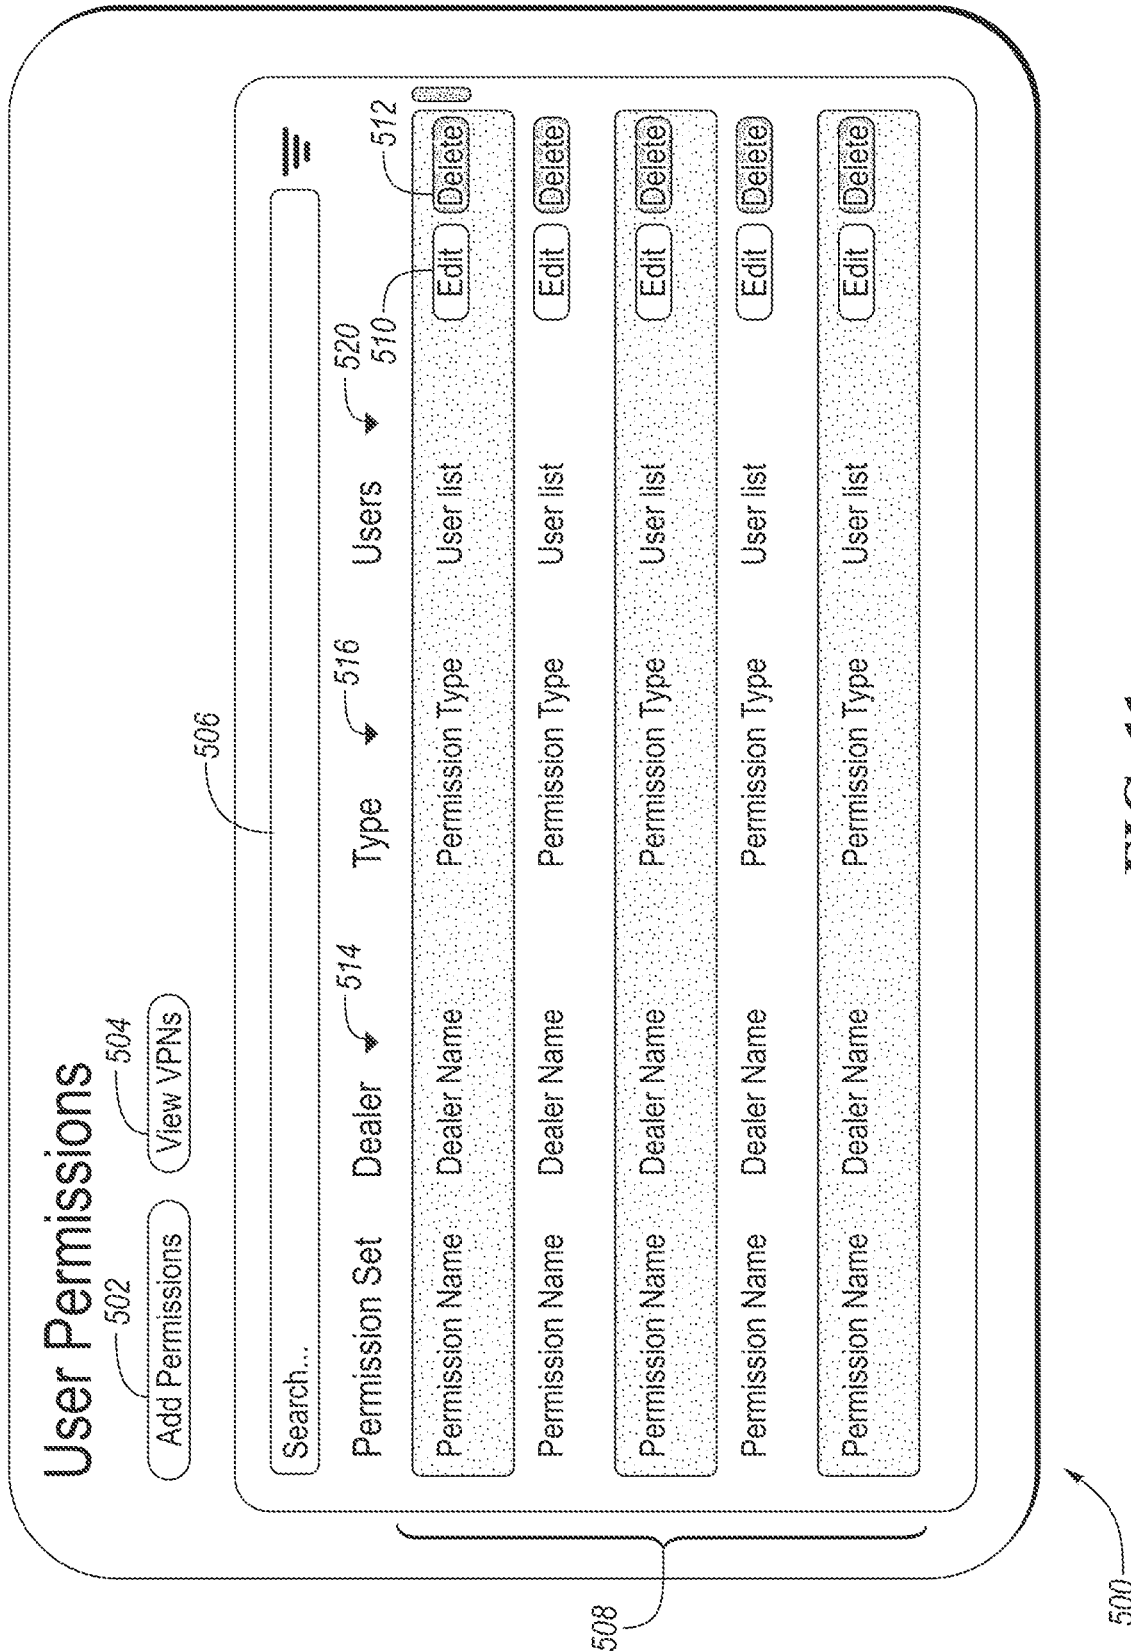 User Permissions
502
504
Add Permissions View VPNs
506
Search...
Permission Set Dealer 514 Type 516 Users 520
510 512
Permission Name Dealer Name Permission Type User list Edit Delete
Permission Name Dealer Name Permission Type User list Edit Delete
Permission Name Dealer Name Permission Type User list Edit Delete
Permission Name Dealer Name Permission Type User list Edit Delete
Permission Name Dealer Name Permission Type User list Edit Delete
508
500